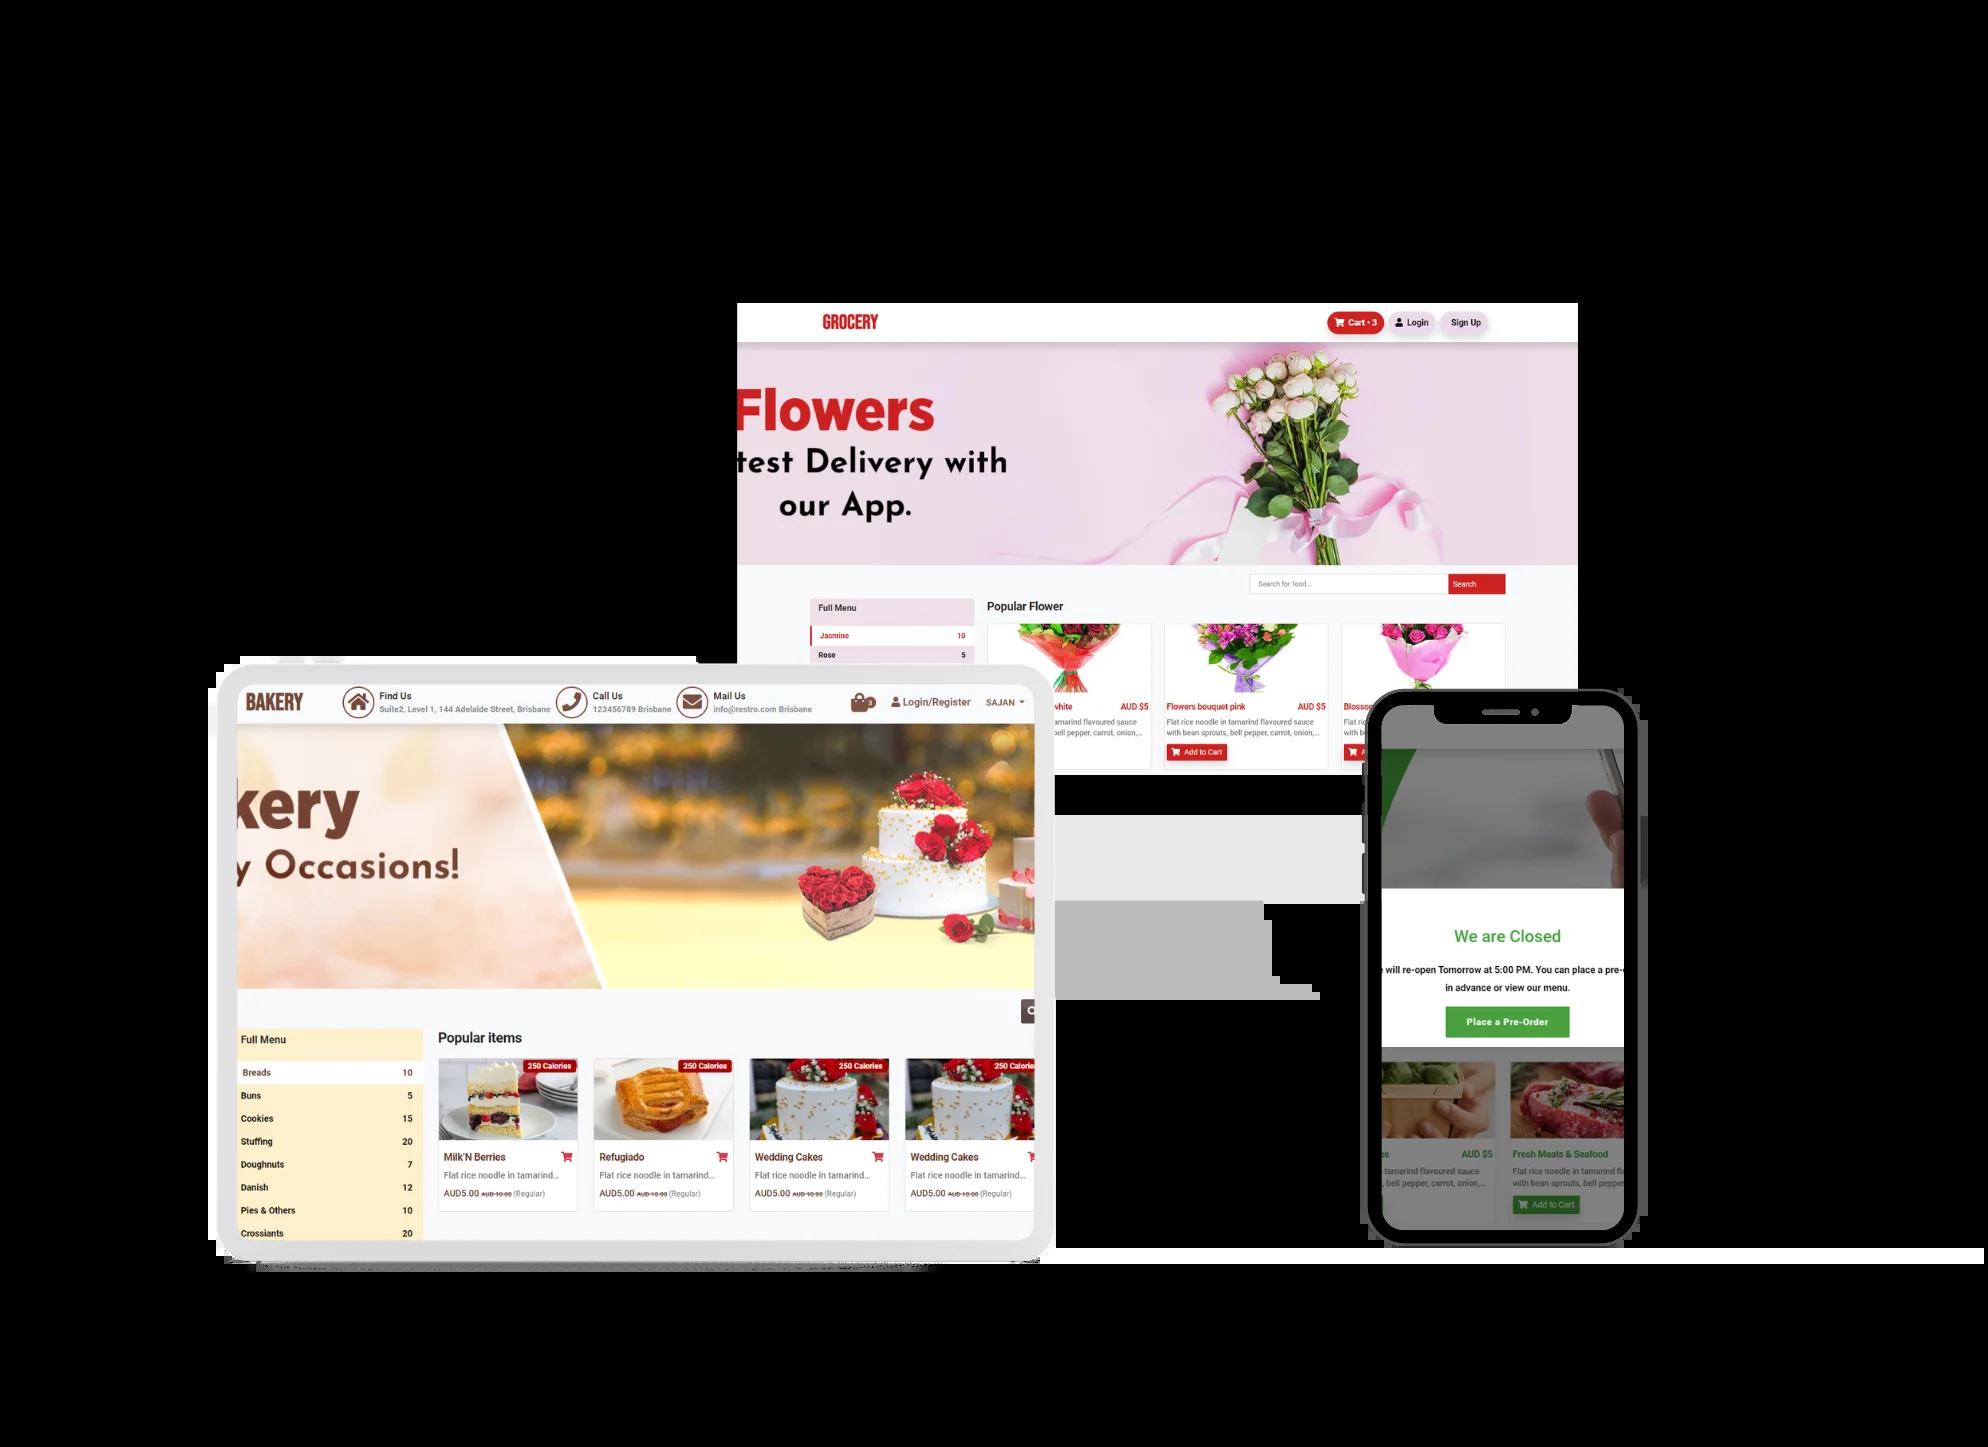 GROCERY
Cart • 3
Login
Sign Up
Flowers
test Delivery with
our App.
Search for food...
Search
Full Menu
Popular Flower
Jasmine 10
Rose 5
white AUD $5
tamarind flavoured sauce
bell pepper, carrot, onion,...
Flowers bouquet pink AUD $5
Flat rice noodle in tamarind flavoured sauce
with bean sprouts, bell pepper, carrot, onion,...
Add to Cart
Blosso
Flat ri
with b
A
BAKERY
Find Us
Suite2, Level 1, 144 Adelaide Street, Brisbane
Call Us
123456789 Brisbane
Mail Us
info@restro.com Brisbane
3
Login/Register
SAJAN
kery
y Occasions!
Full Menu
Breads 10
Buns 5
Cookies 15
Stuffing 20
Doughnuts 7
Danish 12
Pies & Others 10
Crossiants 20
Popular items
250 Calories
Milk'N Berries
Flat rice noodle in tamarind...
AUD5.00 AUD 10.00 (Regular)
250 Calories
Refugiado
Flat rice noodle in tamarind...
AUD5.00 AUD 10.00 (Regular)
250 Calories
Wedding Cakes
Flat rice noodle in tamarind...
AUD5.00 AUD 10.00 (Regular)
250 Calorie
Wedding Cakes
Flat rice noodle in tamarind...
AUD5.00 AUD 10.00 (Regular)
We are Closed
e will re-open Tomorrow at 5:00 PM. You can place a pre-
in advance or view our menu.
Place a Pre-Order
es AUD $5
tamarind flavoured sauce
, bell pepper, carrot, onion,...
Fresh Meats & Seafood
Flat rice noodle in tamarind fla
with bean sprouts, bell pepper
Add to Cart